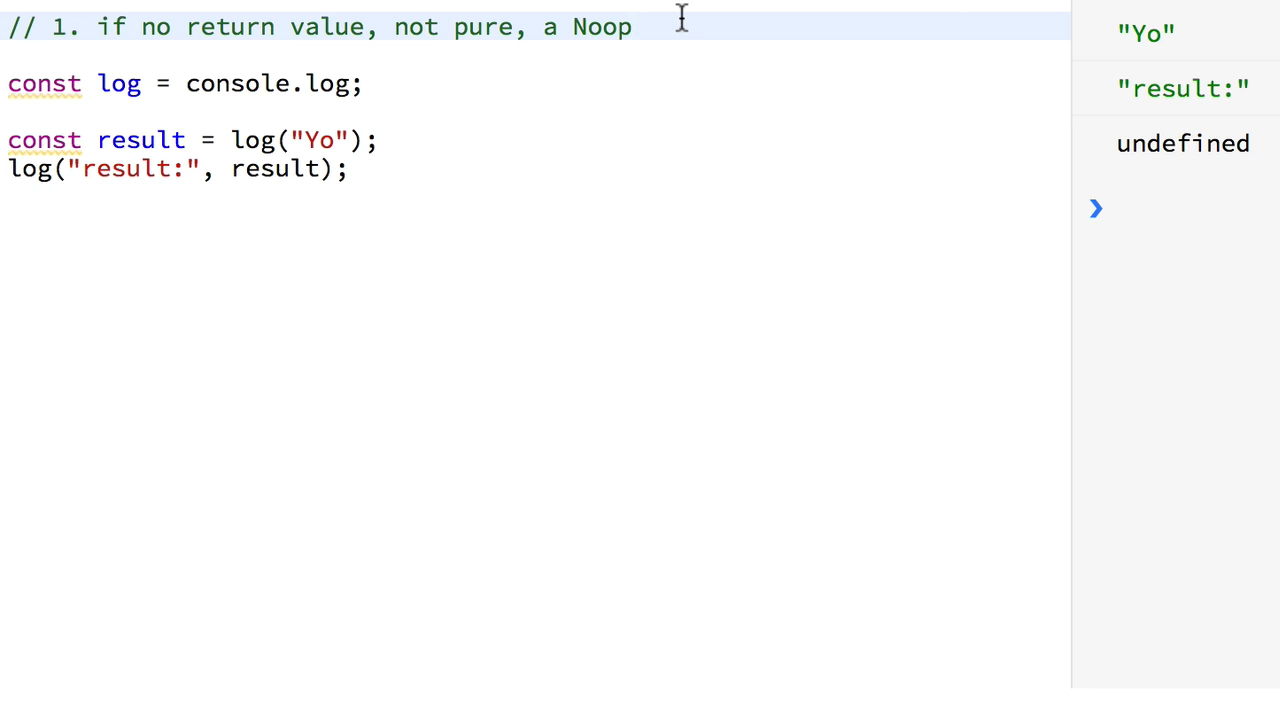 // 1. if no return value, not pure, a Noop
const log = console.log;
const result = log("Yo");
log("result:", result);
"Yo"
"result:"
undefined
❯